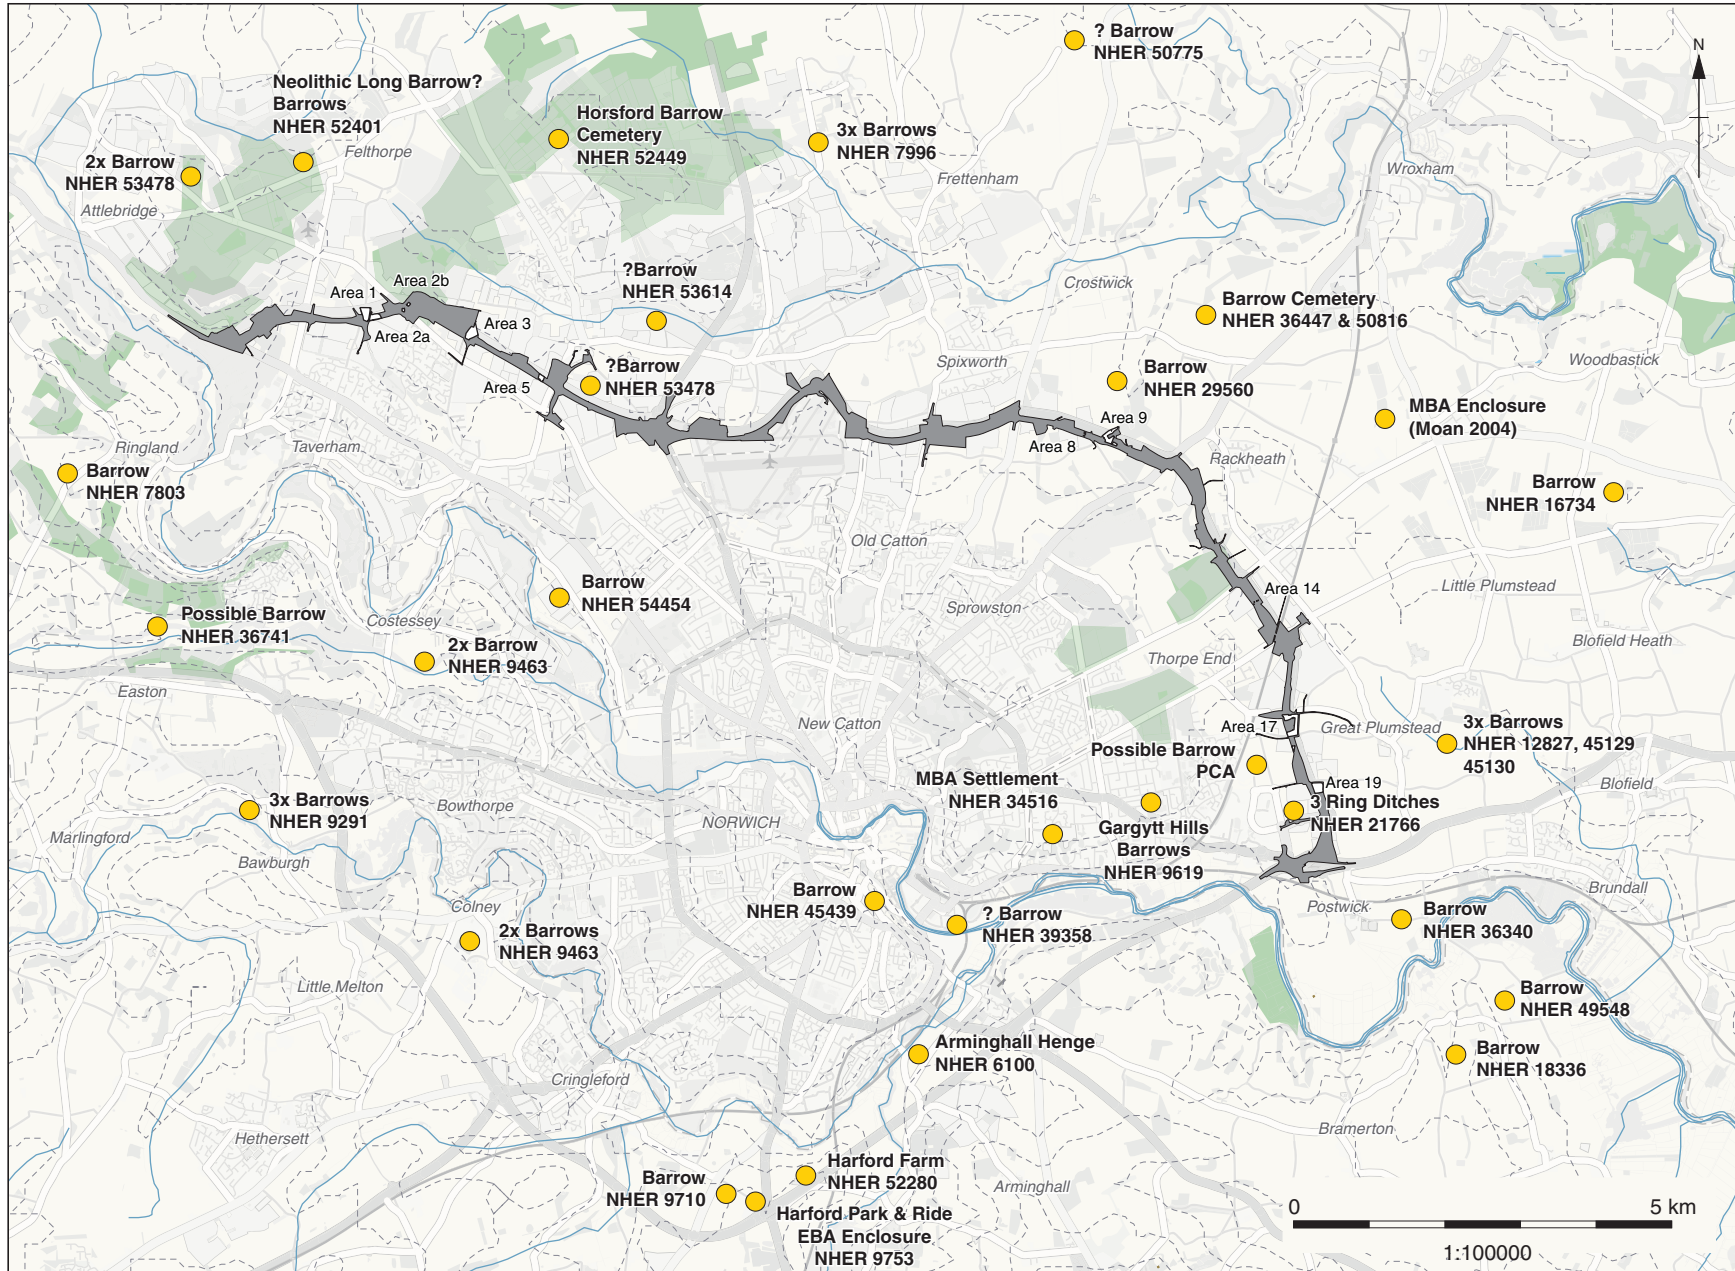 ? Barrow
NHER 50775
N
Neolithic Long Barrow?
Barrows
NHER 52401
Horsford Barrow
Cemetery
NHER 52449
3x Barrows
NHER 7996
Felthorpe
2x Barrow
NHER 53478
Attlebridge
Frettenham
Wroxham
?Barrow
NHER 53614
Area 1
Area 2b
Area 2a
Area 3
Area 5
?Barrow
NHER 53478
Crostwick
Barrow Cemetery
NHER 36447 & 50816
Spixworth
Barrow
NHER 29560
Woodbastick
MBA Enclosure
(Moan 2004)
Area 9
Area 8
Ringland
Taverham
Rackheath
Barrow
NHER 7803
Barrow
NHER 16734
Old Catton
Barrow
NHER 54454
Area 14
Little Plumstead
Sprowston
Possible Barrow
NHER 36741
Costessey
2x Barrow
NHER 9463
Blofield Heath
Thorpe End
Easton
New Catton
Area 17
Great Plumstead
3x Barrows
NHER 12827, 45129
45130
Possible Barrow
PCA
MBA Settlement
NHER 34516
Area 19
Blofield
3x Barrows
NHER 9291
Bowthorpe
NORWICH
3 Ring Ditches
NHER 21766
Marlingford
Bawburgh
Gargytt Hills
Barrows
NHER 9619
Barrow
NHER 45439
Brundall
Colney
Postwick
? Barrow
NHER 39358
Barrow
NHER 36340
2x Barrows
NHER 9463
Little Melton
Barrow
NHER 49548
Arminghall Henge
NHER 6100
Barrow
NHER 18336
Cringleford
Hethersett
Bramerton
Harford Farm
NHER 52280
Barrow
NHER 9710
Arminghall
Harford Park & Ride
EBA Enclosure
NHER 9753
0
5 km
1:100000